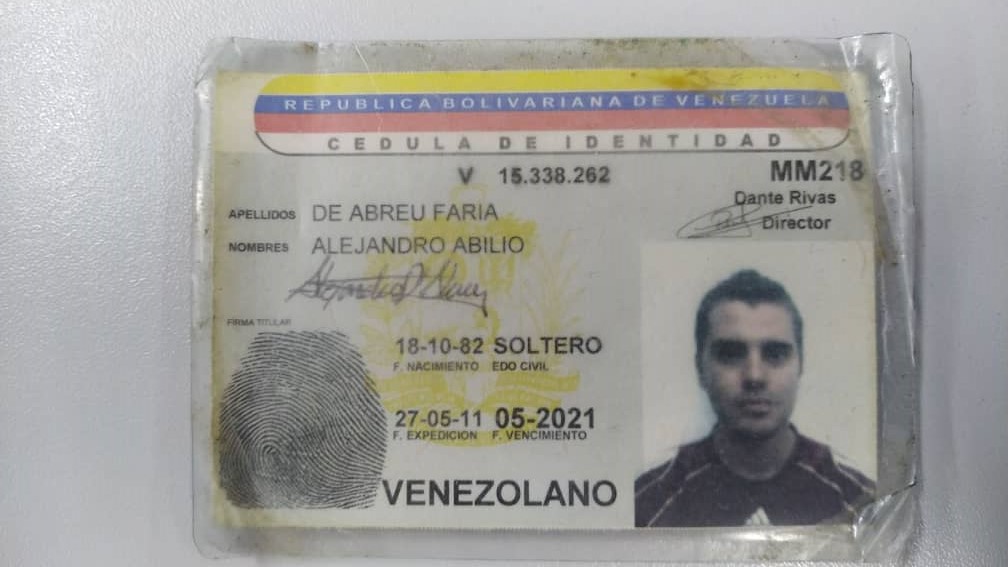 REPUBLICA BOLIVARIANA DE VENEZUELA
CEDULA DE IDENTIDAD
V 15.338.262
MM218
Dante Rivas
Director
APELLIDOS DE ABREU FARIA
NOMBRES ALEJANDRO ABILIO
FIRMA TITULAR
18-10-82 SOLTERO
F. NACIMIENTO EDO CIVIL
27-05-11 05-2021
F. EXPEDICION F. VENCIMIENTO
VENEZOLANO